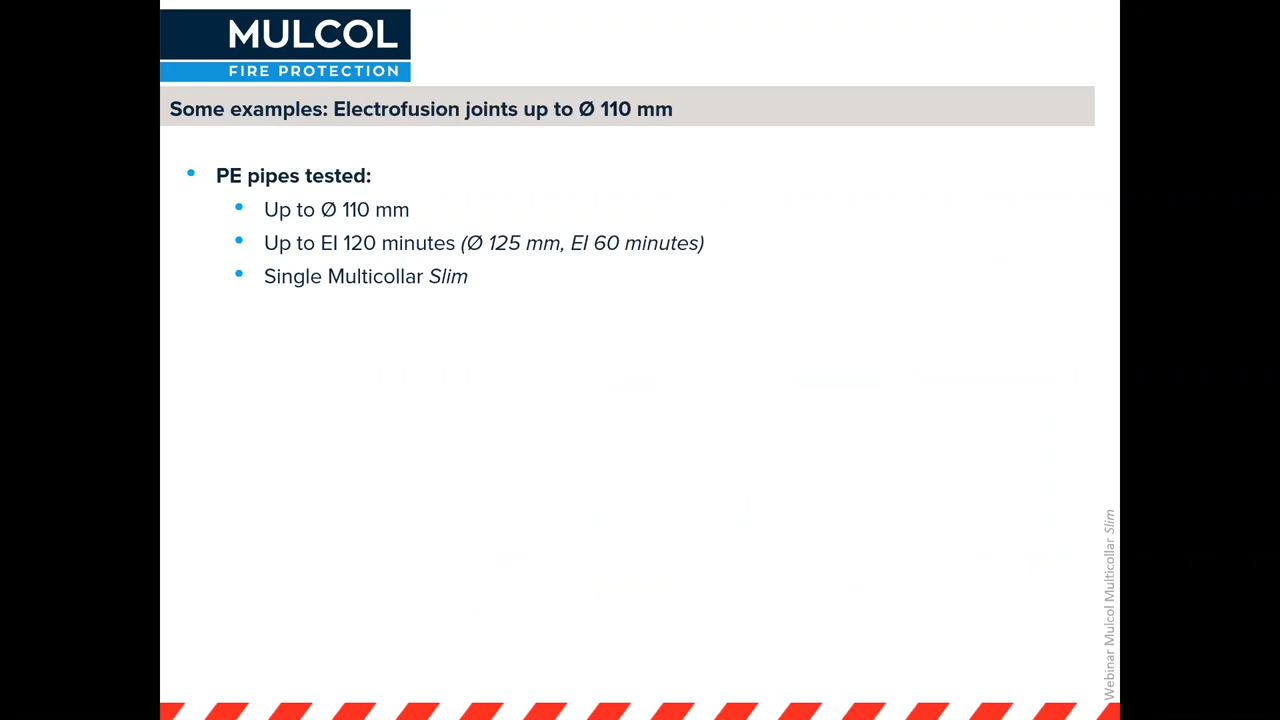 MULCOL
FIRE PROTECTION
Some examples: Electrofusion joints up to Ø 110 mm
• PE pipes tested:
• Up to Ø 110 mm
• Up to EI 120 minutes (Ø 125 mm, EI 60 minutes)
• Single Multicollar Slim
Webinar Mulcol Multicollar Slim